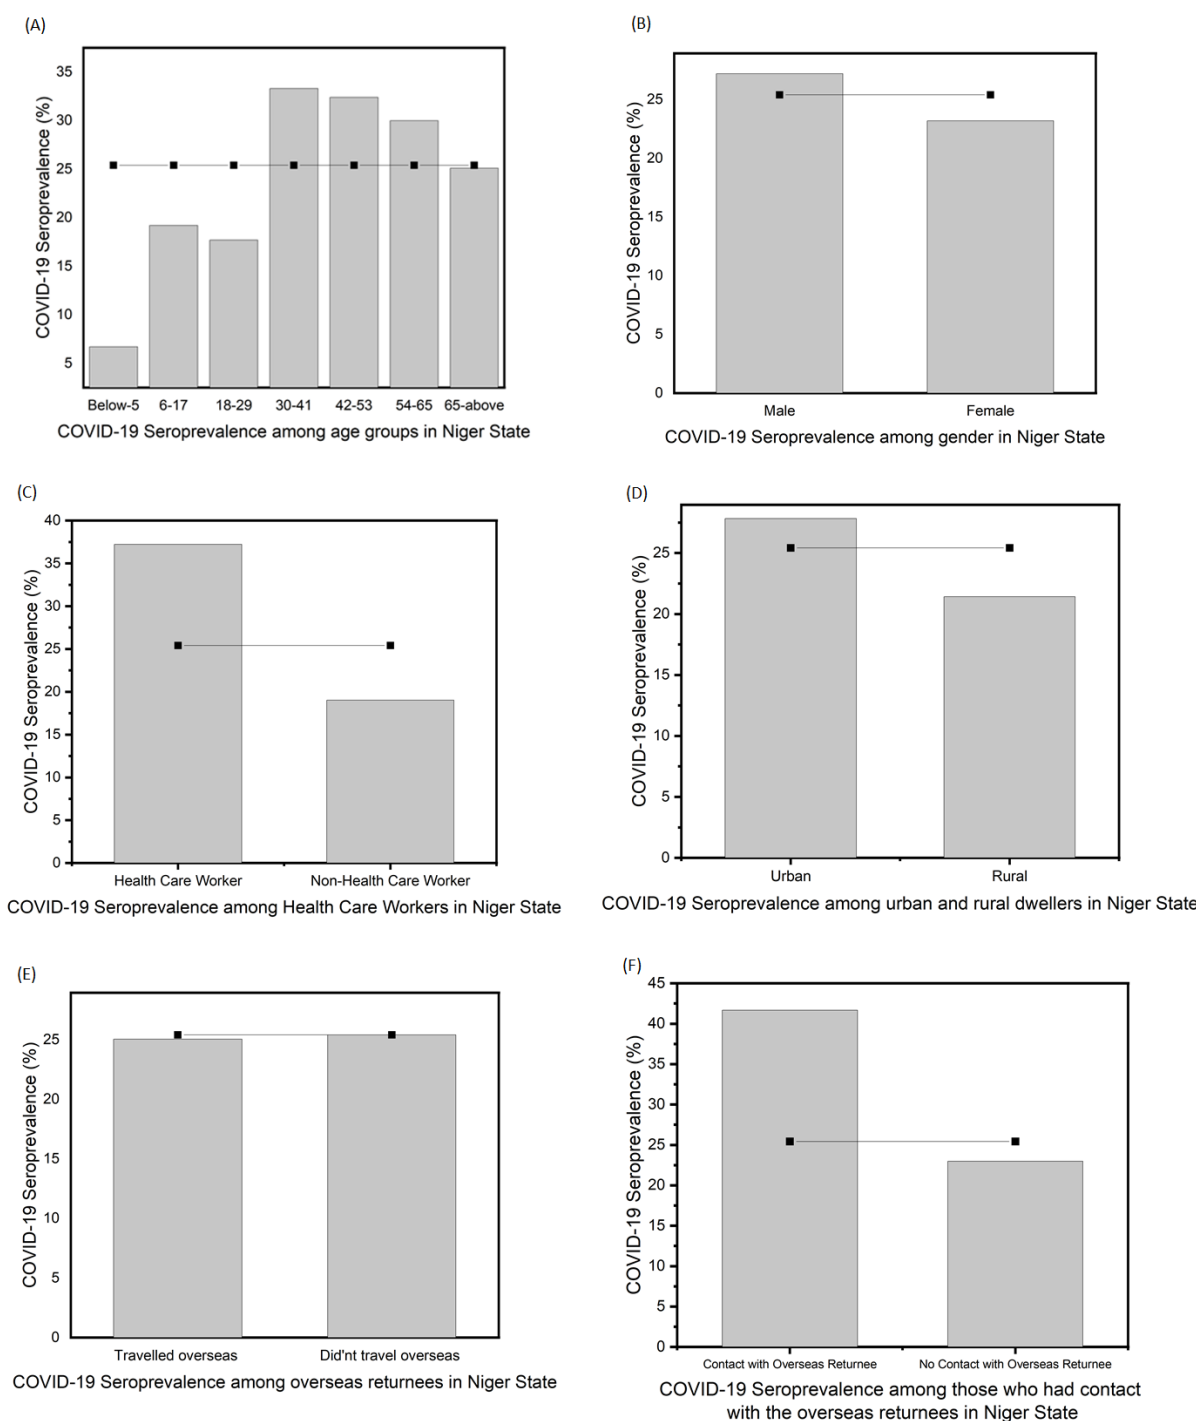 (A)
COVID-19 Seroprevalence (%)
35
30
25
20
15
10
5
Below-5 6-17 18-29 30-41 42-53 54-65 65-above
COVID-19 Seroprevalence among age groups in Niger State
(B)
COVID-19 Seroprevalence (%)
25
20
15
10
5
0
Male Female
COVID-19 Seroprevalence among gender in Niger State
(C)
COVID-19 Seroprevalence (%)
40
35
30
25
20
15
10
5
0
Health Care Worker Non-Health Care Worker
COVID-19 Seroprevalence among Health Care Workers in Niger State
(D)
COVID-19 Seroprevalence (%)
25
20
15
10
5
0
Urban Rural
COVID-19 Seroprevalence among urban and rural dwellers in Niger State
(E)
COVID-19 Seroprevalence (%)
25
20
15
10
5
0
Travelled overseas Did'nt travel overseas
COVID-19 Seroprevalence among overseas returnees in Niger State
(F)
COVID-19 Seroprevalence (%)
45
40
35
30
25
20
15
10
5
0
Contact with Overseas Returnee No Contact with Overseas Returnee
COVID-19 Seroprevalence among those who had contact
with the overseas returnees in Niger State